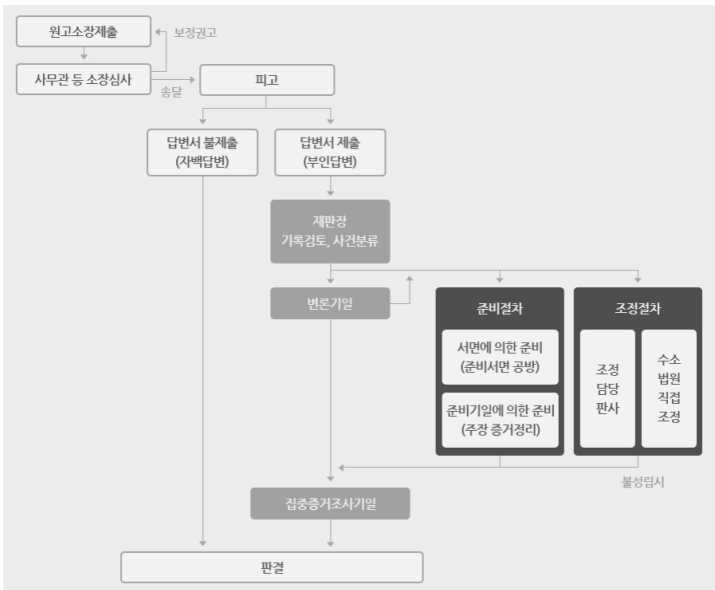 원고소장제출
보정권고
사무관 등 소장심사
송달
피고
답변서 불제출
(자백답변)
답변서 제출
(부인답변)
재판장
기록검토, 사건분류
변론기일
준비절차
서면에 의한 준비
(준비서면 공방)
준비기일에 의한 준비
(주장 증거정리)
조정절차
조정
담당
판사
수소
법원
직접
조정
불성립시
집중증거조사기일
판결